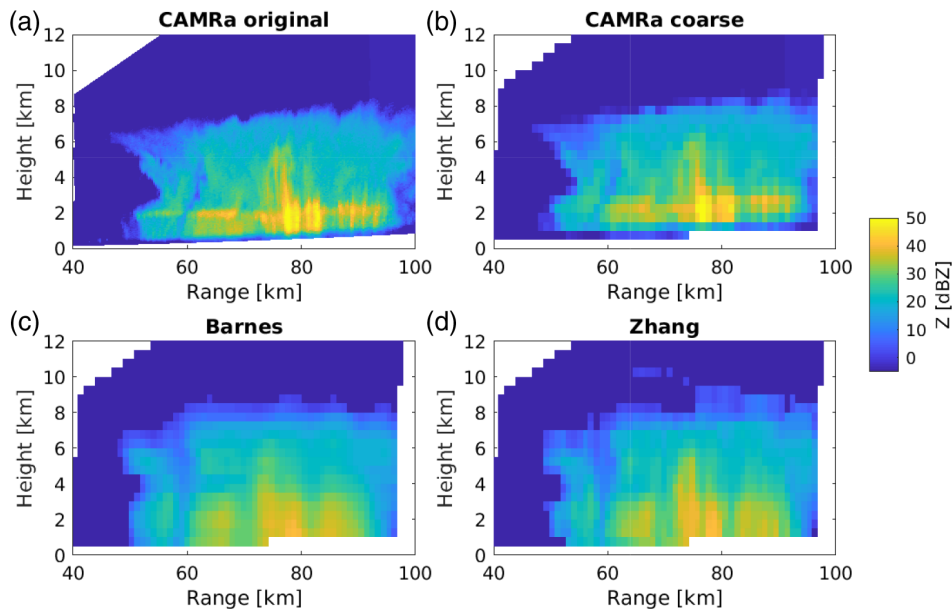 (a) CAMRa original
(b) CAMRa coarse
12
10
8
6
4
2
0
Height [km]
40 60 80 100
Range [km]
12
10
8
6
4
2
0
Height [km]
40 60 80 100
Range [km]
50
40
30
20
10
0
Z [dBZ]
(c) Barnes
(d) Zhang
12
10
8
6
4
2
0
Height [km]
40 60 80 100
Range [km]
12
10
8
6
4
2
0
Height [km]
40 60 80 100
Range [km]